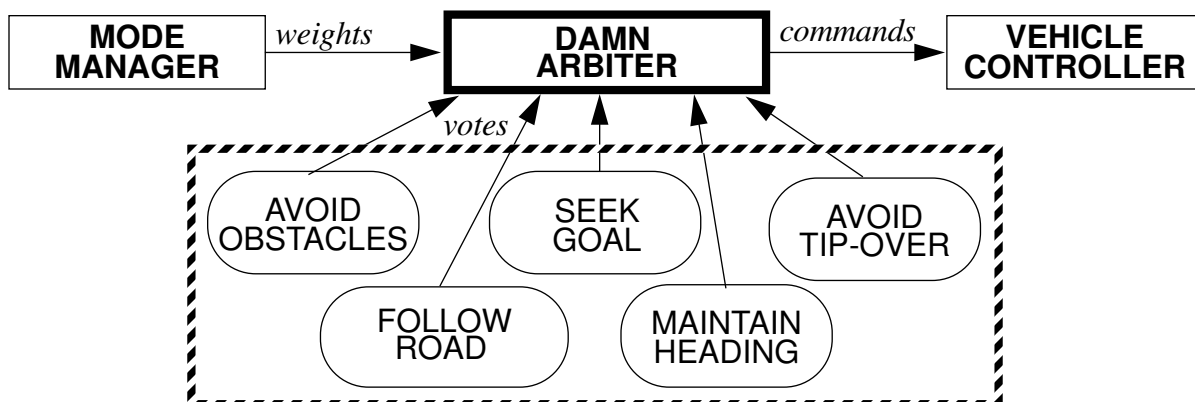 MODE
MANAGER
weights
DAMN
ARBITER
commands
VEHICLE
CONTROLLER
votes
AVOID
OBSTACLES
SEEK
GOAL
AVOID
TIP-OVER
FOLLOW
ROAD
MAINTAIN
HEADING